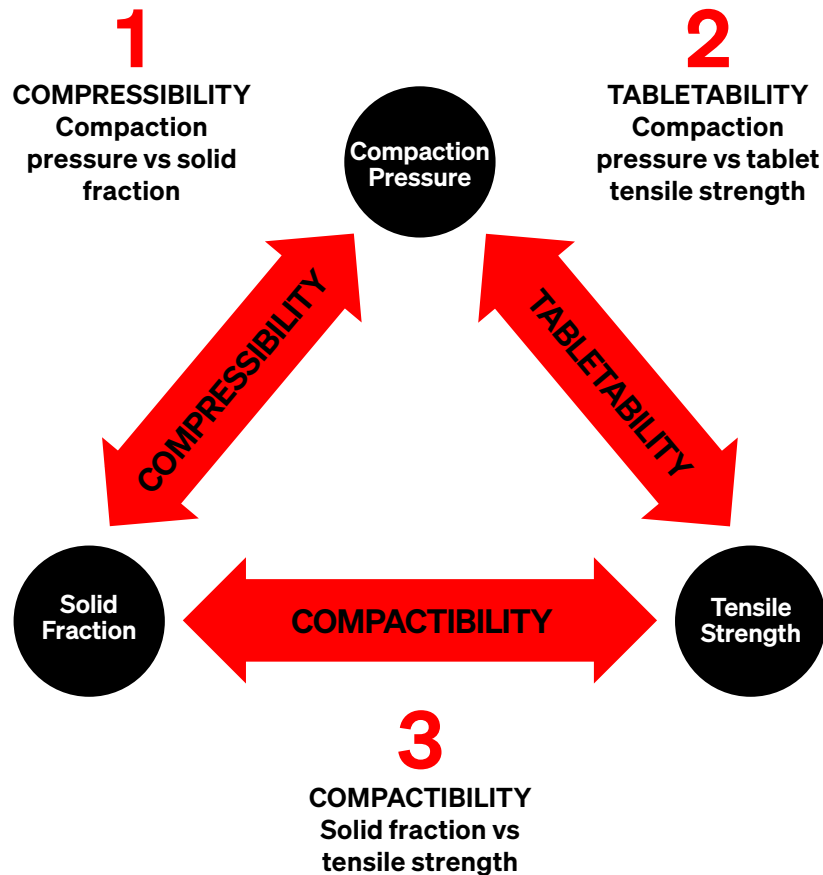 1
COMPRESSIBILITY
Compaction
pressure vs solid
fraction
2
TABLETABILITY
Compaction
pressure vs tablet
tensile strength
Compaction
Pressure
COMPRESSIBILITY
TABLETABILITY
Solid
Fraction
COMPACTIBILITY
Tensile
Strength
3
COMPACTIBILITY
Solid fraction vs
tensile strength